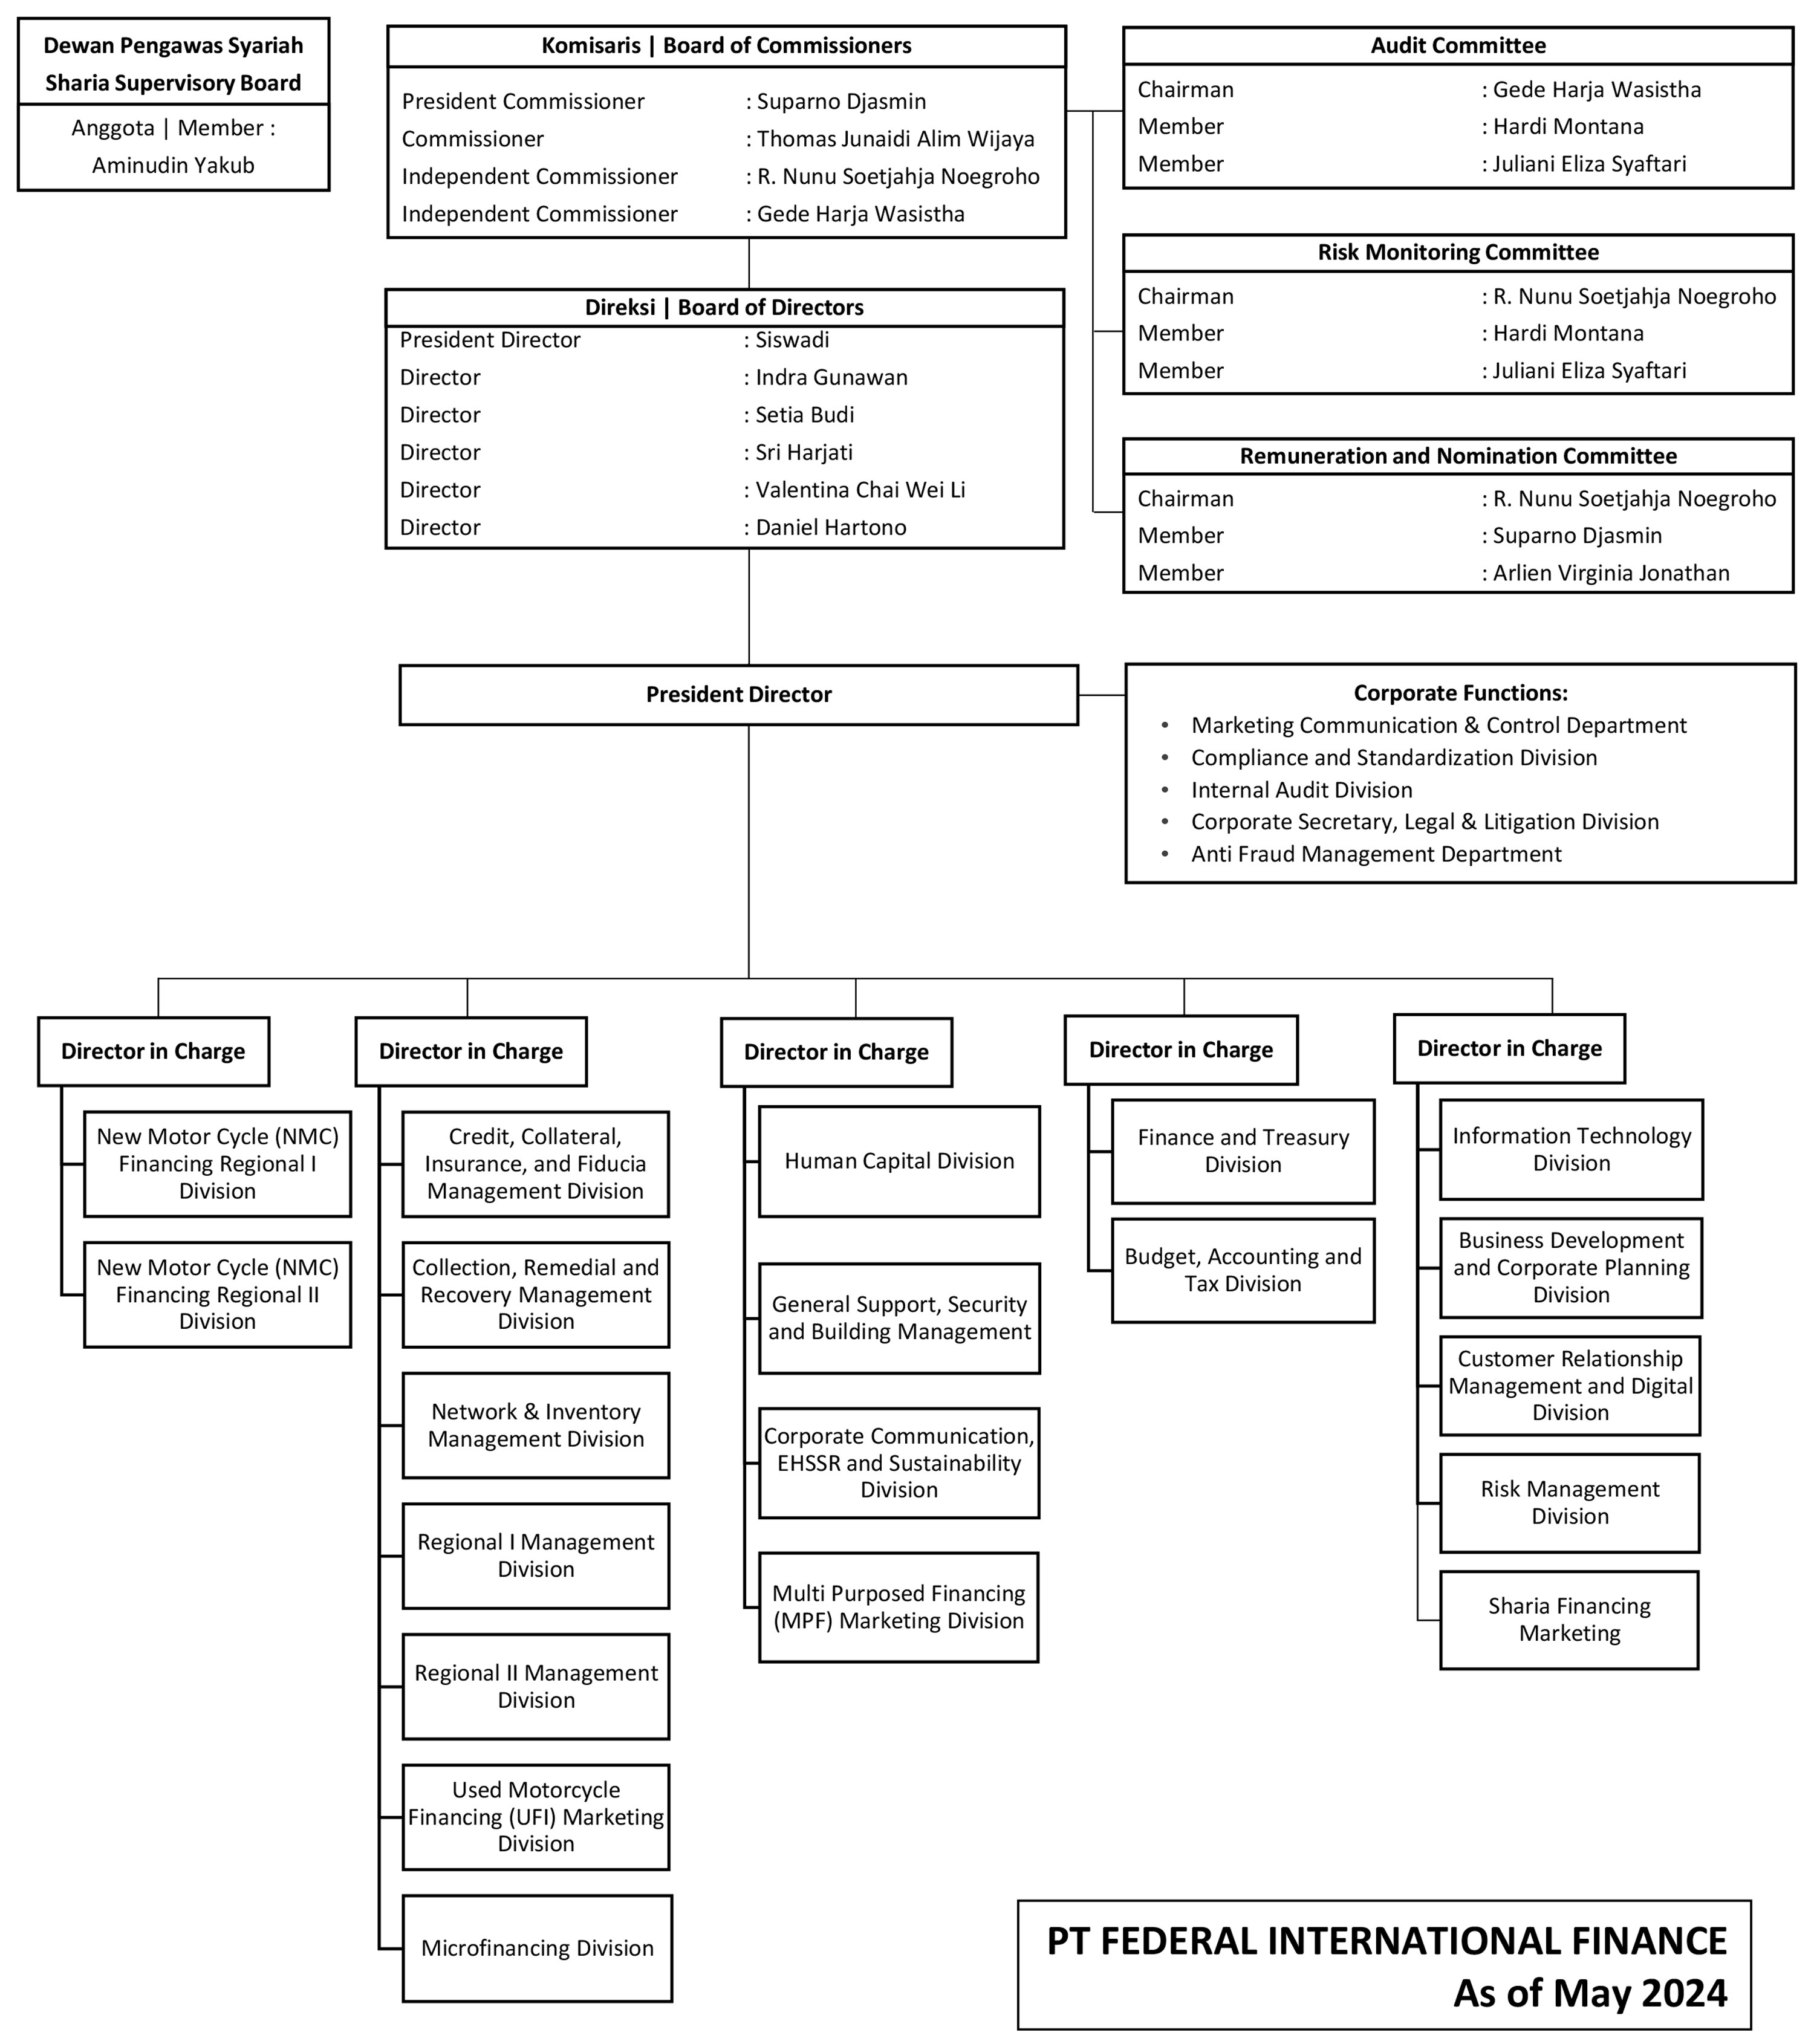 Dewan Pengawas Syariah
Sharia Supervisory Board
Anggota | Member :
Aminudin Yakub
Komisaris | Board of Commissioners
President Commissioner : Suparno Djasmin
Commissioner : Thomas Junaidi Alim Wijaya
Independent Commissioner : R. Nunu Soetjahja Noegroho
Independent Commissioner : Gede Harja Wasistha
Audit Committee
Chairman : Gede Harja Wasistha
Member : Hardi Montana
Member : Juliani Eliza Syaftari
Risk Monitoring Committee
Chairman : R. Nunu Soetjahja Noegroho
Member : Hardi Montana
Member : Juliani Eliza Syaftari
Direksi | Board of Directors
President Director : Siswadi
Director : Indra Gunawan
Director : Setia Budi
Director : Sri Harjati
Director : Valentina Chai Wei Li
Director : Daniel Hartono
Remuneration and Nomination Committee
Chairman : R. Nunu Soetjahja Noegroho
Member : Suparno Djasmin
Member : Arlien Virginia Jonathan
President Director
Corporate Functions:
• Marketing Communication & Control Department
• Compliance and Standardization Division
• Internal Audit Division
• Corporate Secretary, Legal & Litigation Division
• Anti Fraud Management Department
Director in Charge
New Motor Cycle (NMC)
Financing Regional I
Division
New Motor Cycle (NMC)
Financing Regional II
Division
Director in Charge
Credit, Collateral,
Insurance, and Fiducia
Management Division
Collection, Remedial and
Recovery Management
Division
Network & Inventory
Management Division
Regional I Management
Division
Regional II Management
Division
Used Motorcycle
Financing (UFI) Marketing
Division
Microfinancing Division
Director in Charge
Human Capital Division
General Support, Security
and Building Management
Corporate Communication,
EHSSR and Sustainability
Division
Multi Purposed Financing
(MPF) Marketing Division
Director in Charge
Finance and Treasury
Division
Budget, Accounting and
Tax Division
Director in Charge
Information Technology
Division
Business Development
and Corporate Planning
Division
Customer Relationship
Management and Digital
Division
Risk Management
Division
Sharia Financing
Marketing
PT FEDERAL INTERNATIONAL FINANCE
As of May 2024